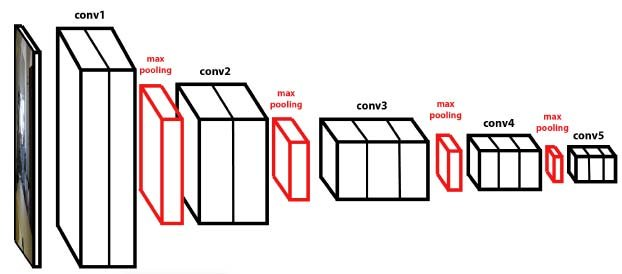 conv1
max
pooling
conv2
max
pooling
conv3
max
pooling
conv4
max
pooling
conv5